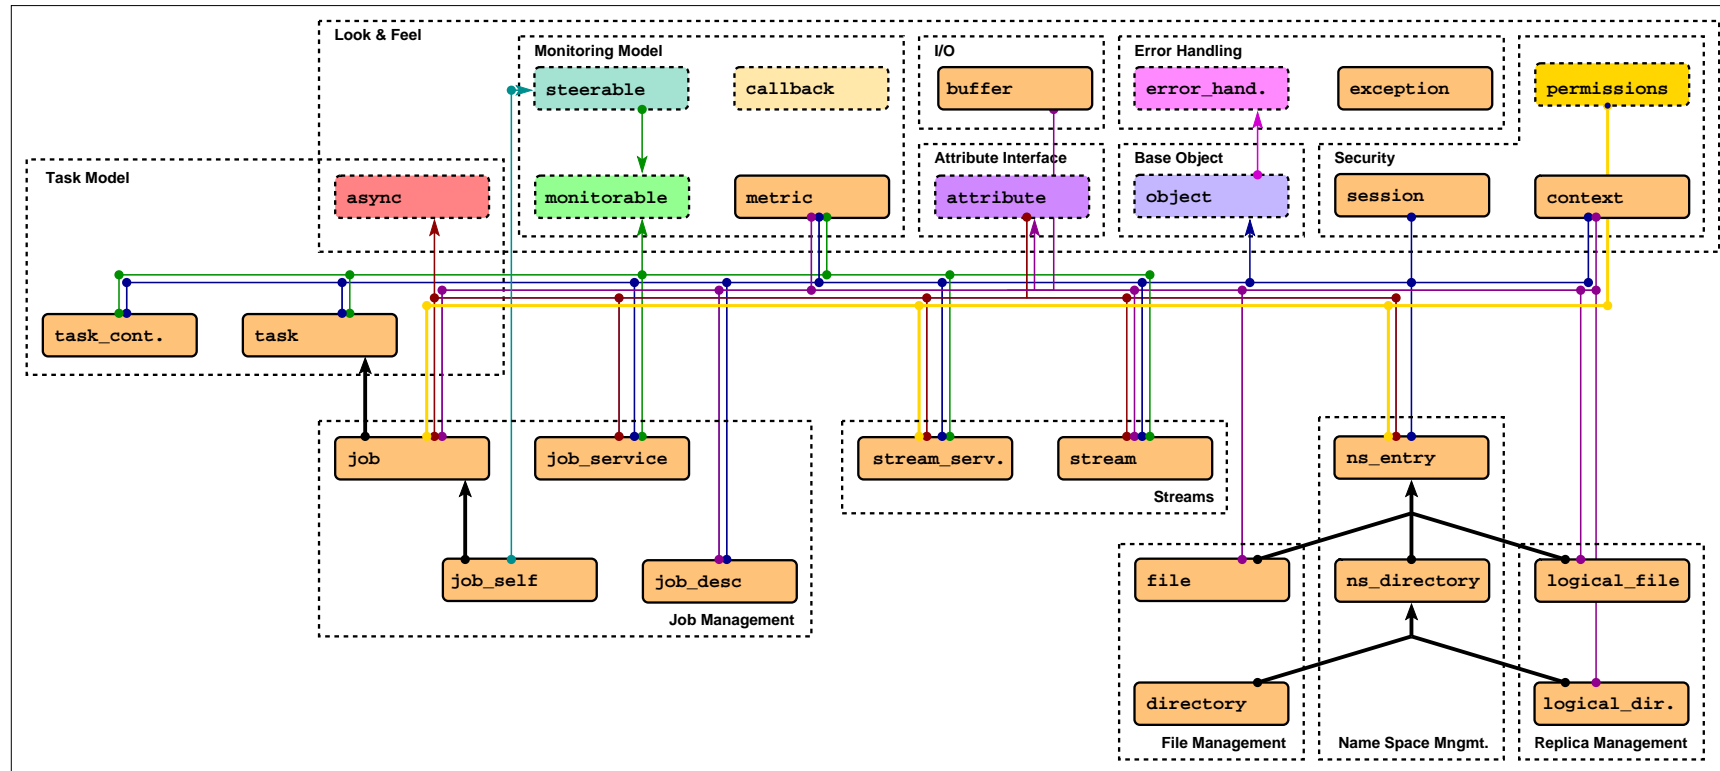 Look & Feel
Monitoring Model
I/O
Error Handling
steerable
callback
buffer
error_hand.
exception
permissions
Task Model
Attribute Interface
Base Object
Security
async
monitorable
metric
attribute
object
session
context
task_cont.
task
job
job_service
stream_serv.
stream
ns_entry
Streams
job_self
job_desc
file
ns_directory
logical_file
Job Management
directory
logical_dir.
File Management
Name Space Mngmt.
Replica Management